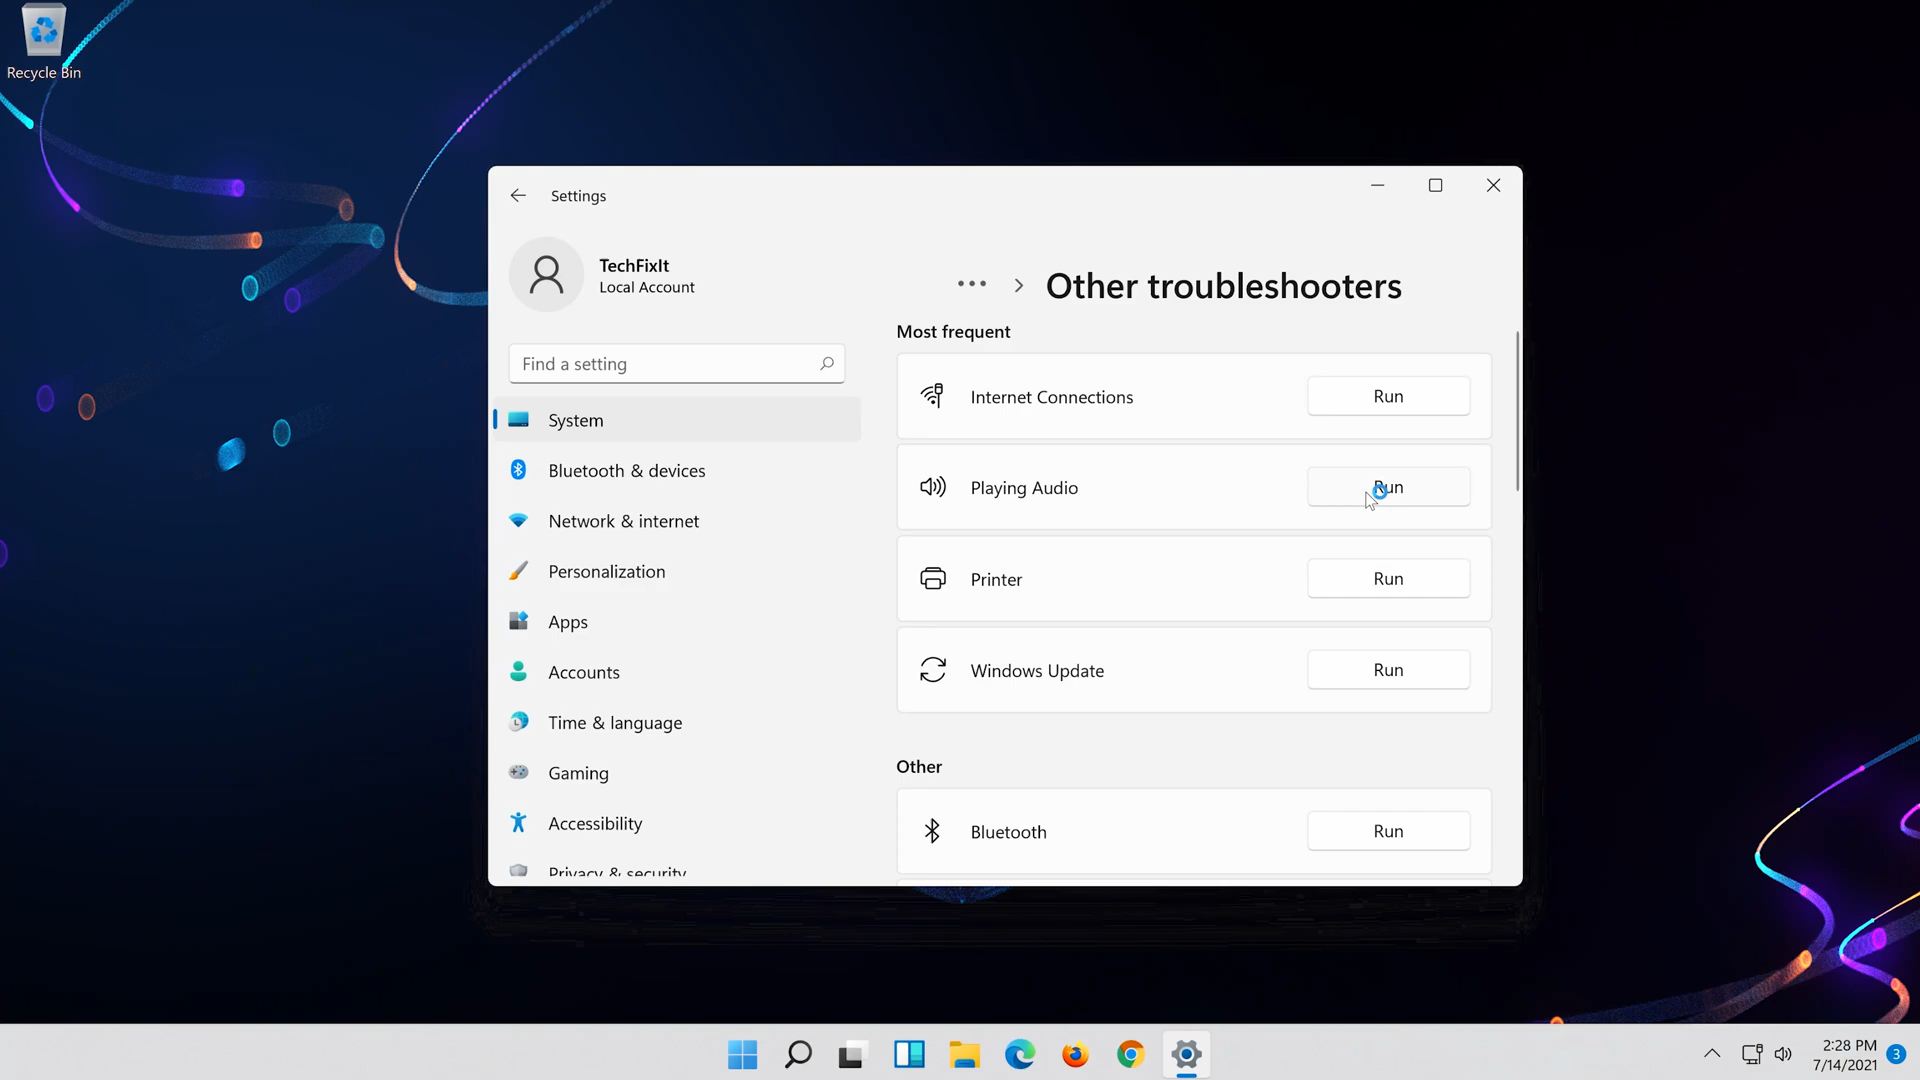 Recycle Bin
Settings
TechFixIt
Local Account
Find a setting
System
Bluetooth & devices
Network & internet
Personalization
Apps
Accounts
Time & language
Gaming
Accessibility
Privacy & security
... > Other troubleshooters
Most frequent
Internet Connections
Run
Playing Audio
Run
Printer
Run
Windows Update
Run
Other
Bluetooth
Run
2:28 PM
7/14/2021
3